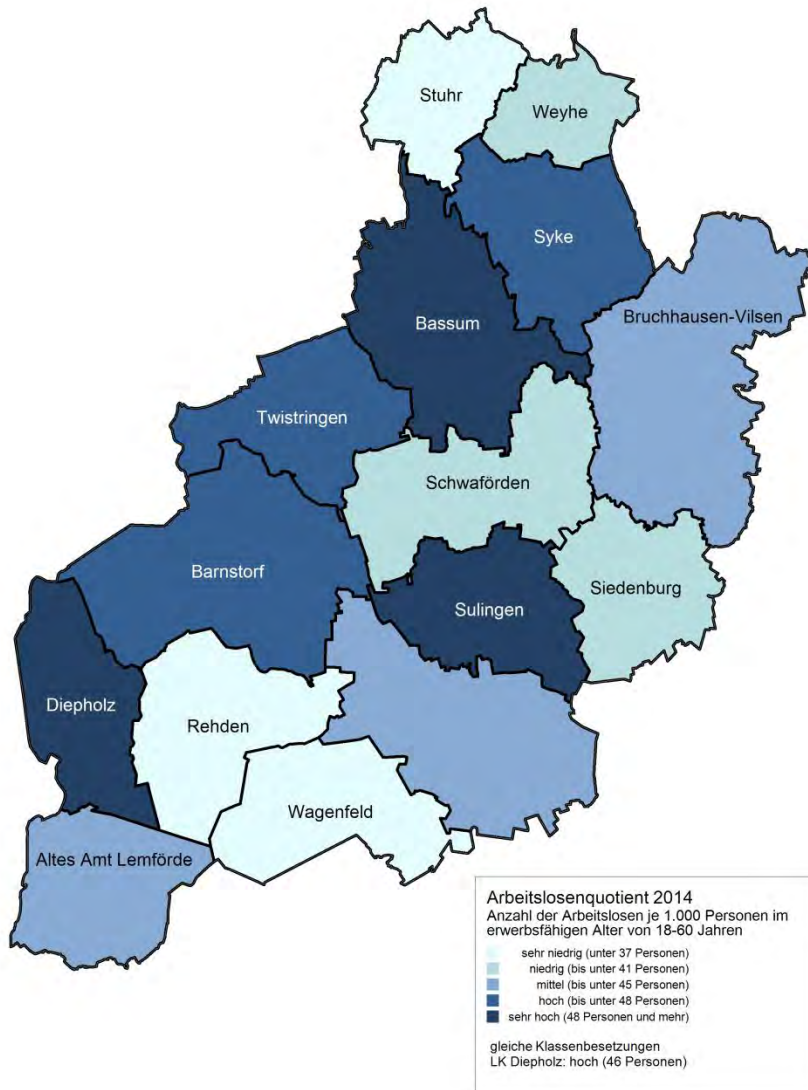 Stuhr
Weyhe
Syke
Bassum
Bruchhausen-Vilsen
Twistringen
Schwaförden
Barnstorf
Siedenburg
Sulingen
Diepholz
Rehden
Wagenfeld
Altes Amt Lemförde
Arbeitslosenquotient 2014
Anzahl der Arbeitslosen je 1.000 Personen im
erwerbsfähigen Alter von 18-60 Jahren
sehr niedrig (unter 37 Personen)
niedrig (bis unter 41 Personen)
mittel (bis unter 45 Personen)
hoch (bis unter 48 Personen)
sehr hoch (48 Personen und mehr)
gleiche Klassenbesetzungen
LK Diepholz: hoch (46 Personen)